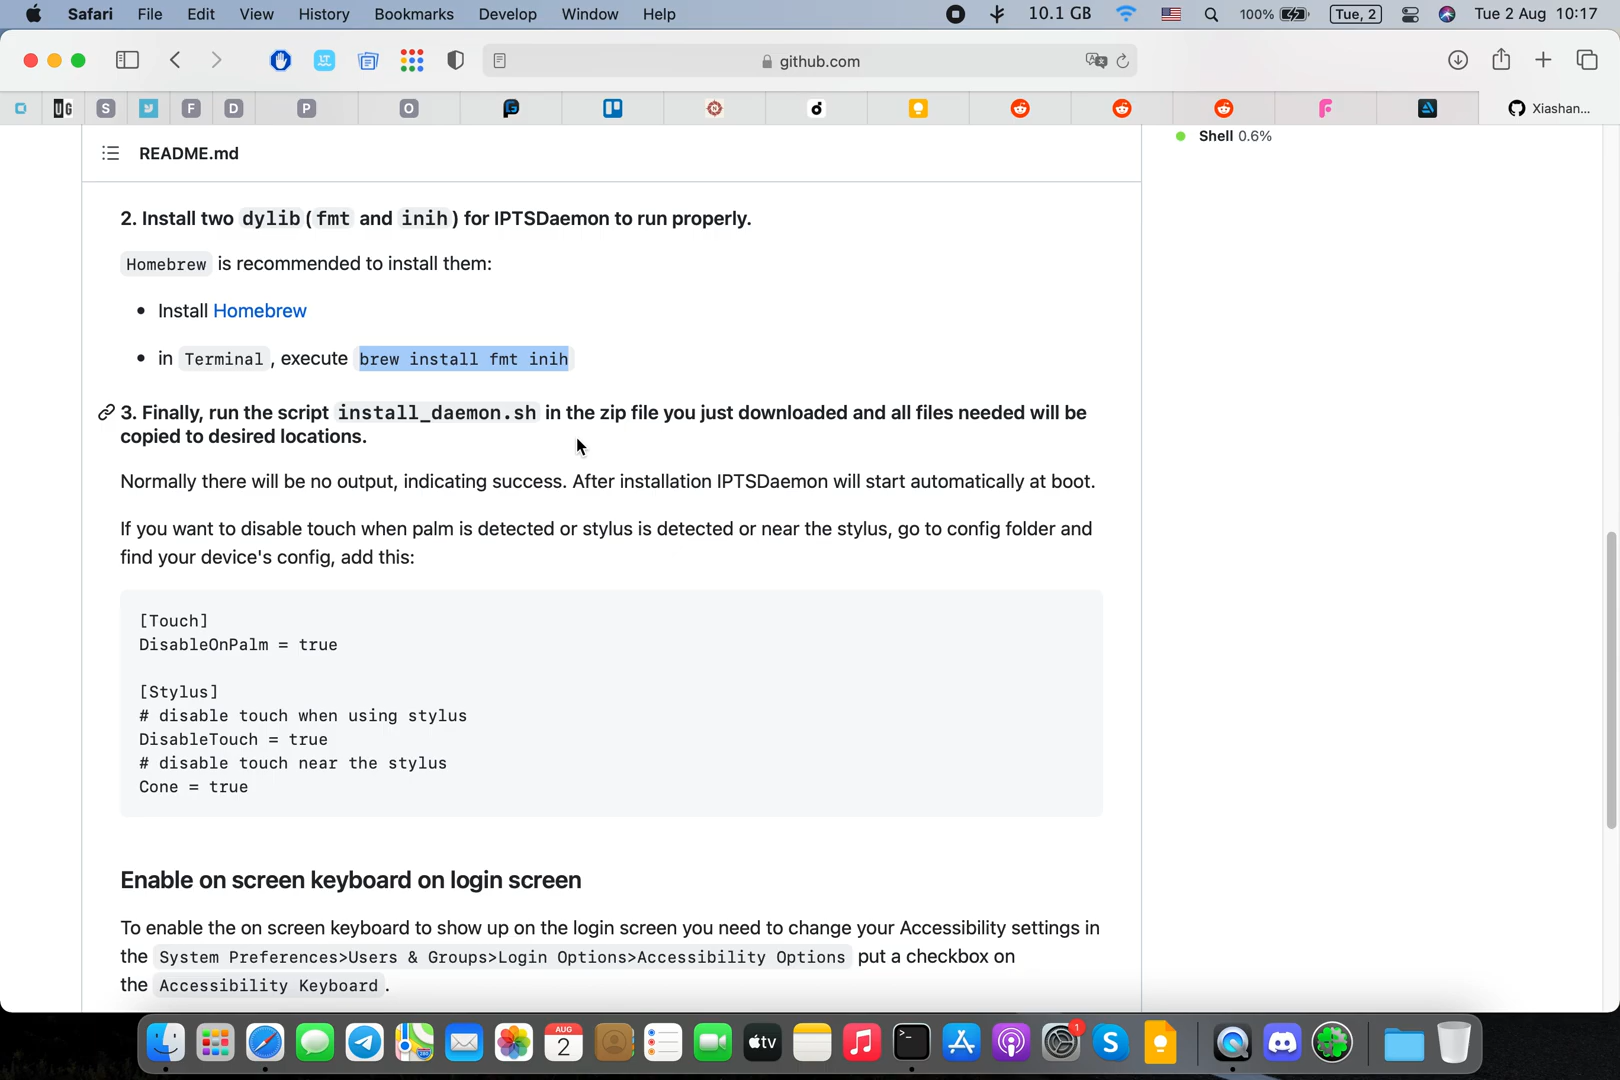 Safari File Edit View History Bookmarks Develop Window Help 10.1 GB 100% Tue, 2 Tue 2 Aug 10:17
LT github.com
UG S F D P O Xiashan...
README.md
Shell 0.6%
2. Install two dylib(fmt and inih) for IPTSDaemon to run properly.
Homebrew is recommended to install them:
• Install Homebrew
• in Terminal, execute brew install fmt inih
3. Finally, run the script install_daemon.sh in the zip file you just downloaded and all files needed will be
copied to desired locations.
Normally there will be no output, indicating success. After installation IPTSDaemon will start automatically at boot.
If you want to disable touch when palm is detected or stylus is detected or near the stylus, go to config folder and
find your device's config, add this:
[Touch]
DisableOnPalm = true
[Stylus]
# disable touch when using stylus
DisableTouch = true
# disable touch near the stylus
Cone = true
Enable on screen keyboard on login screen
To enable the on screen keyboard to show up on the login screen you need to change your Accessibility settings in
the System Preferences>Users & Groups>Login Options>Accessibility Options put a checkbox on
the Accessibility Keyboard.
AUG
2
tv
1
S